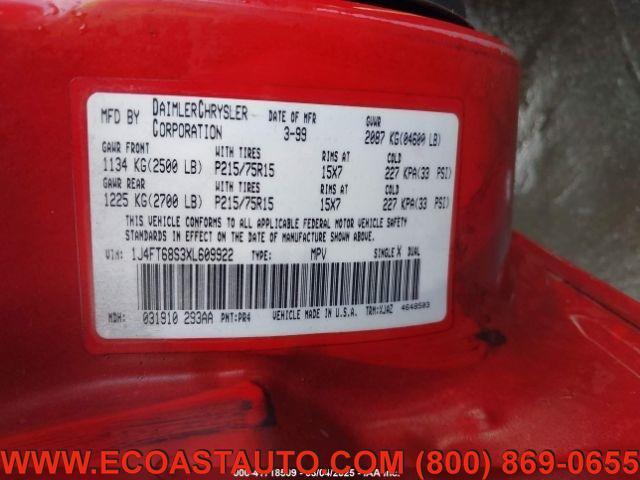 MFD BY DAIMLERCHRYSLER CORPORATION DATE OF MFR 3-99 GVWR 2087 KG(04600 LB)
GAWR FRONT WITH TIRES RIMS AT COLD
1134 KG(2500 LB) P215/75R15 15X7 227 KPA(33 PSI)
GAWR REAR WITH TIRES RIMS AT COLD
1225 KG(2700 LB) P215/75R15 15X7 227 KPA(33 PSI)
THIS VEHICLE CONFORMS TO ALL APPLICABLE FEDERAL MOTOR VEHICLE SAFETY
STANDARDS IN EFFECT ON THE DATE OF MANUFACTURE SHOWN ABOVE.
VIN: 1J4FT68S3XL609922 TYPE: MPV SINGLE X DUAL
MDH: 031910 293AA PNT:PR4 VEHICLE MADE IN U.S.A. TRM:XJAZ 4648503
WWW.ECOASTAUTO.COM (800) 869-0655
IAA Inc.